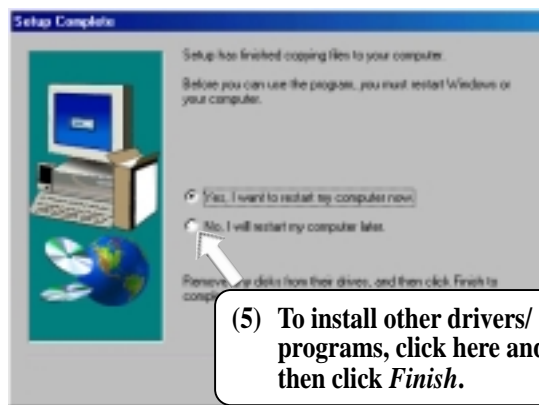 Setup Complete
Setup has finished copying files to your computer.
Before you can use the program, you must restart Windows or
your computer.
Yes, I want to restart my computer now.
No, I will restart my computer later.
Remove any disks from their drives, and then click Finish to
(5) To install other drivers/
programs, click here and
then click Finish.